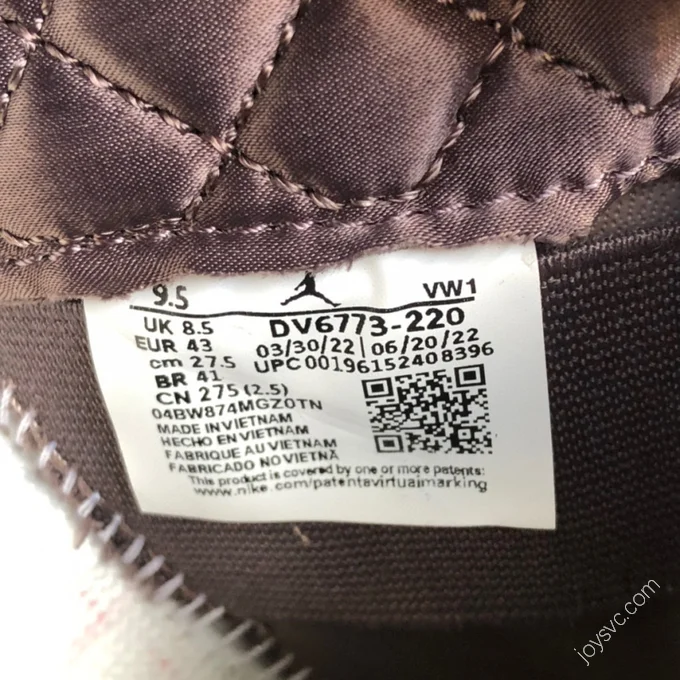 9.5 VW1
UK 8.5 DV6773-220
EUR 43 03/30/22 | 06/20/22
cm 27.5 UPC 00196152408396
BR 41
CN 275 (2.5)
04BW874MGZ0TN
MADE IN VIETNAM
HECHO EN VIETNAM
FABRIQUE AU VIETNAM
FABRICADO NO VIETNÃ
This product is covered by one or more patents:
www.nike.com/patentavirtuaimarking
joysvc.com